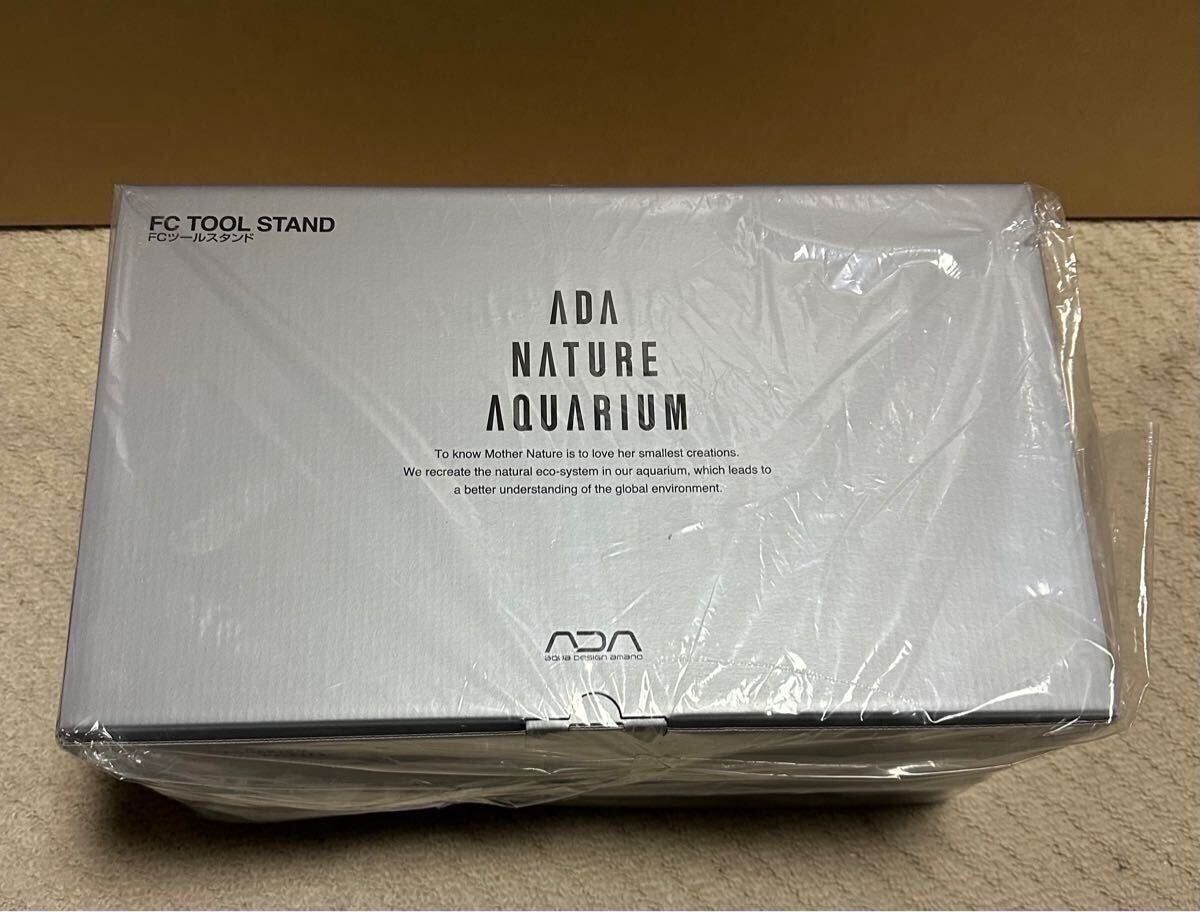 FC TOOL STAND
FCツールスタンド
ADA
NATURE
AQUARIUM
To know Mother Nature is to love her smallest creations.
We recreate the natural eco-system in our aquarium, which leads to
a better understanding of the global environment.
ADA
aqua Design amano